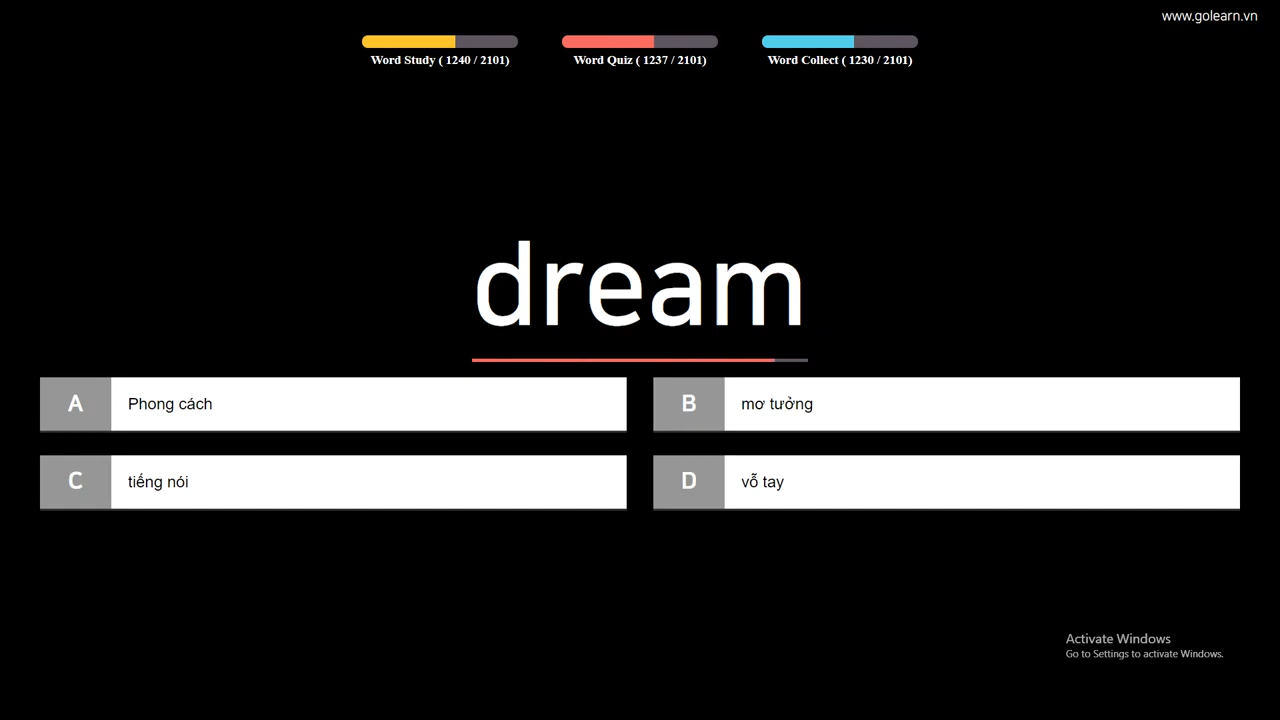 www.golearn.vn
Word Study ( 1240 / 2101)
Word Quiz ( 1237 / 2101)
Word Collect ( 1230 / 2101)
dream
A Phong cách
B mơ tưởng
C tiếng nói
D vỗ tay
Activate Windows
Go to Settings to activate Windows.